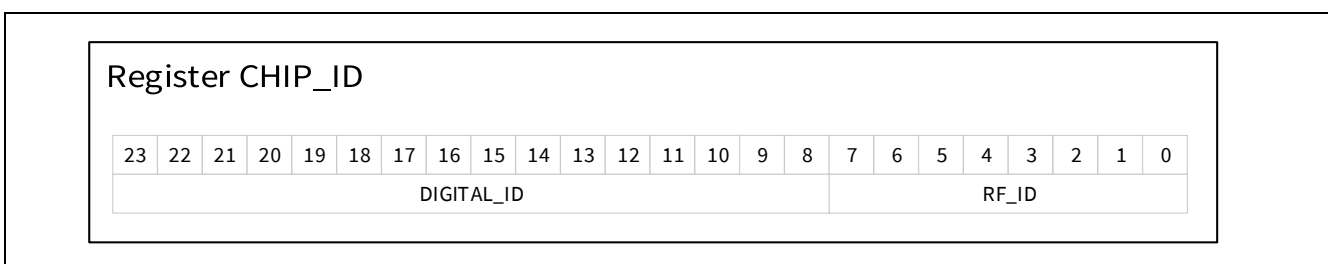 Register CHIP_ID
23 22 21 20 19 18 17 16 15 14 13 12 11 10 9 8 7 6 5 4 3 2 1 0
DIGITAL_ID RF_ID